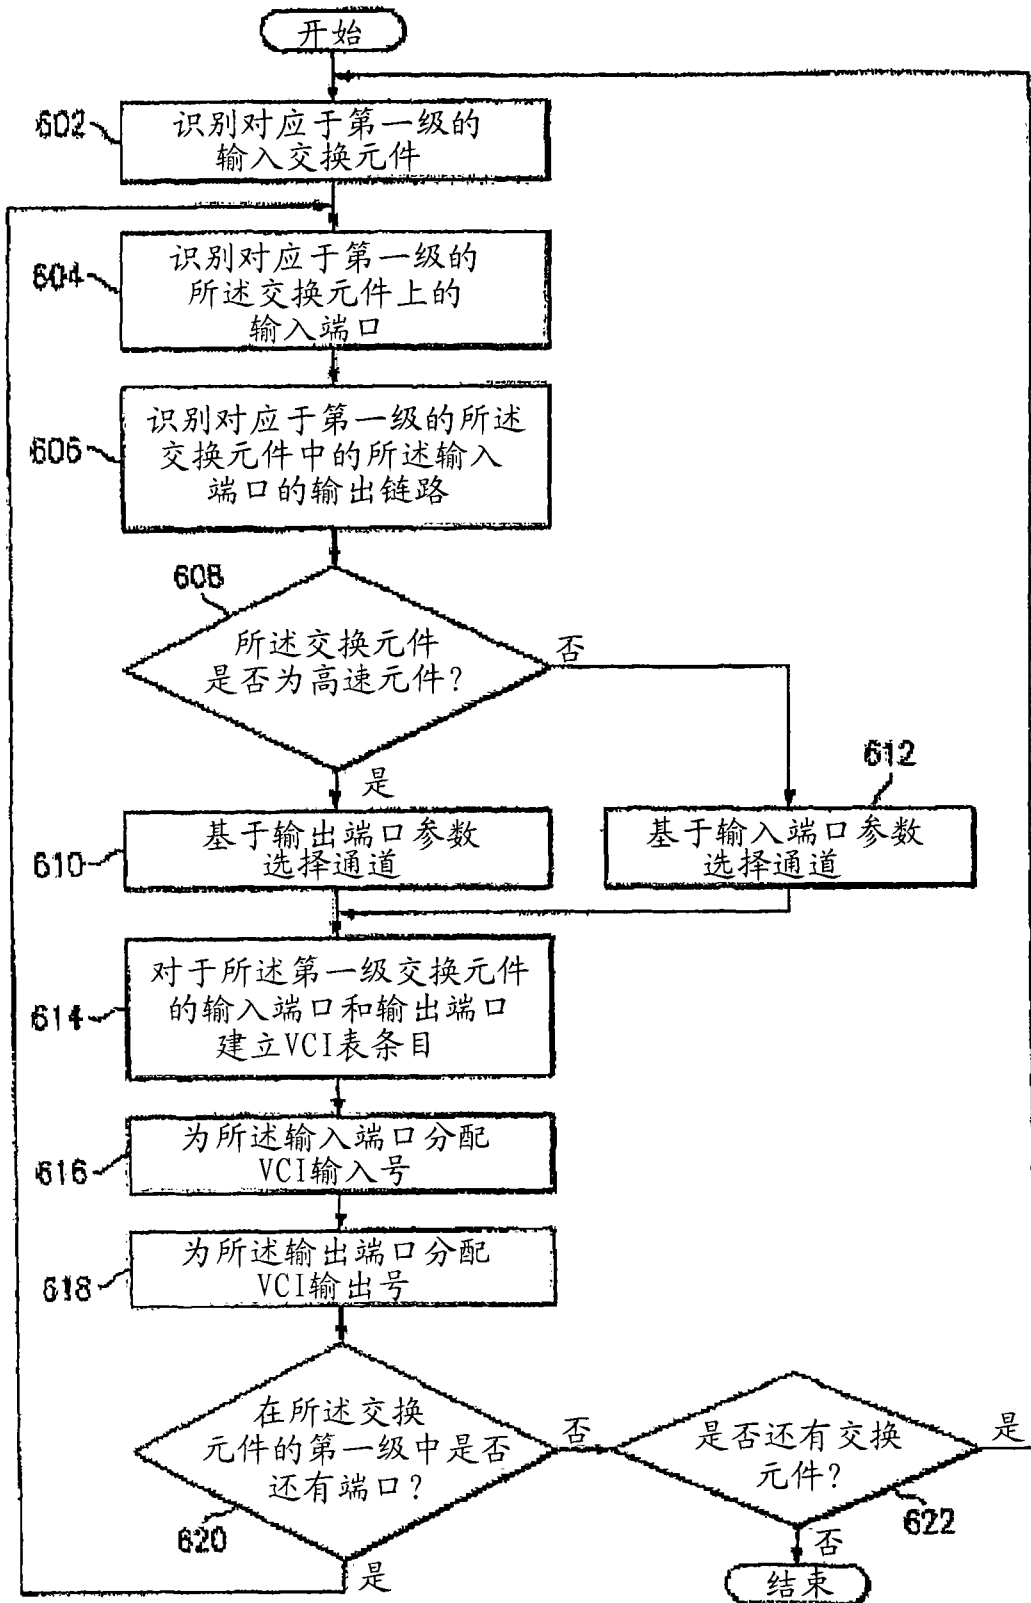 开始
602
识别对应于第一级的
输入交换元件
604
识别对应于第一级的
所述交换元件上的
输入端口
606
识别对应于第一级的所述
交换元件中的所述输入
端口的输出链路
608
所述交换元件
是否为高速元件?
否
是
610
基于输出端口参数
选择通道
612
基于输入端口参数
选择通道
614
对于所述第一级交换元件
的输入端口和输出端口
建立VCI表条目
616
为所述输入端口分配
VCI输入号
618
为所述输出端口分配
VCI输出号
在所述交换
元件的第一级中是否
还有端口?
620
否
是
是否还有交换
元件?
622
是
否
结束